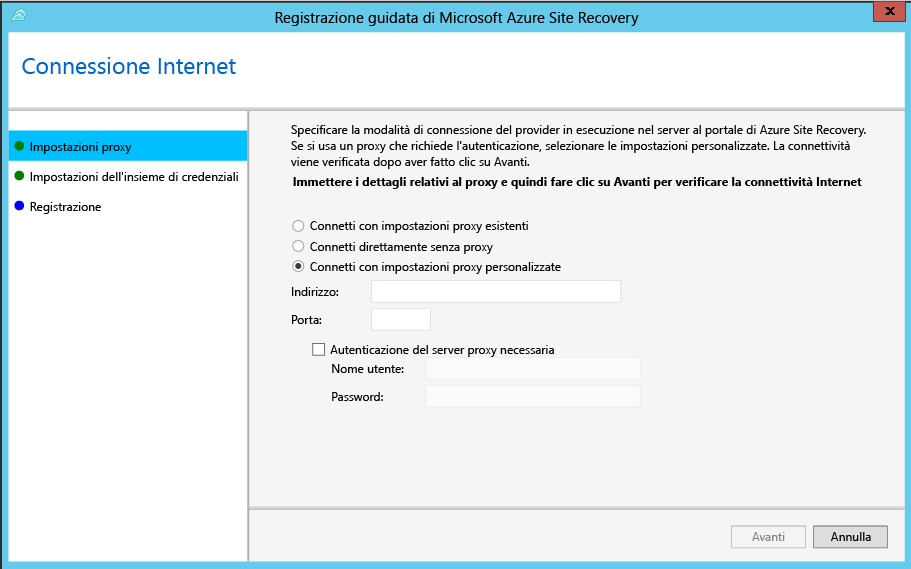 Registrazione guidata di Microsoft Azure Site Recovery
Connessione Internet
Impostazioni proxy
Impostazioni dell'insieme di credenziali
Registrazione
Specificare la modalità di connessione del provider in esecuzione nel server al portale di Azure Site Recovery.
Se si usa un proxy che richiede l'autenticazione, selezionare le impostazioni personalizzate. La connettività
viene verificata dopo aver fatto clic su Avanti.
Immettere i dettagli relativi al proxy e quindi fare clic su Avanti per verificare la connettività Internet
Connetti con impostazioni proxy esistenti
Connetti direttamente senza proxy
Connetti con impostazioni proxy personalizzate
Indirizzo:
Porta:
Autenticazione del server proxy necessaria
Nome utente:
Password:
Avanti
Annulla